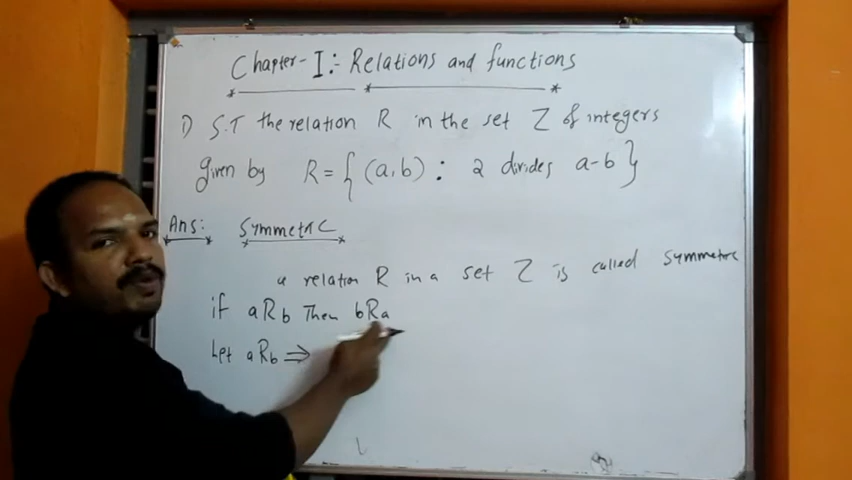 Chapter-I:- Relations and functions
1) S.T the relation R in the set Z of integers
given by R = { (a, b) : 2 divides a-b }
Ans: Symmetric
a relation R in a set Z is called symmetric
if aRb Then bRa
Let aRb ⇒